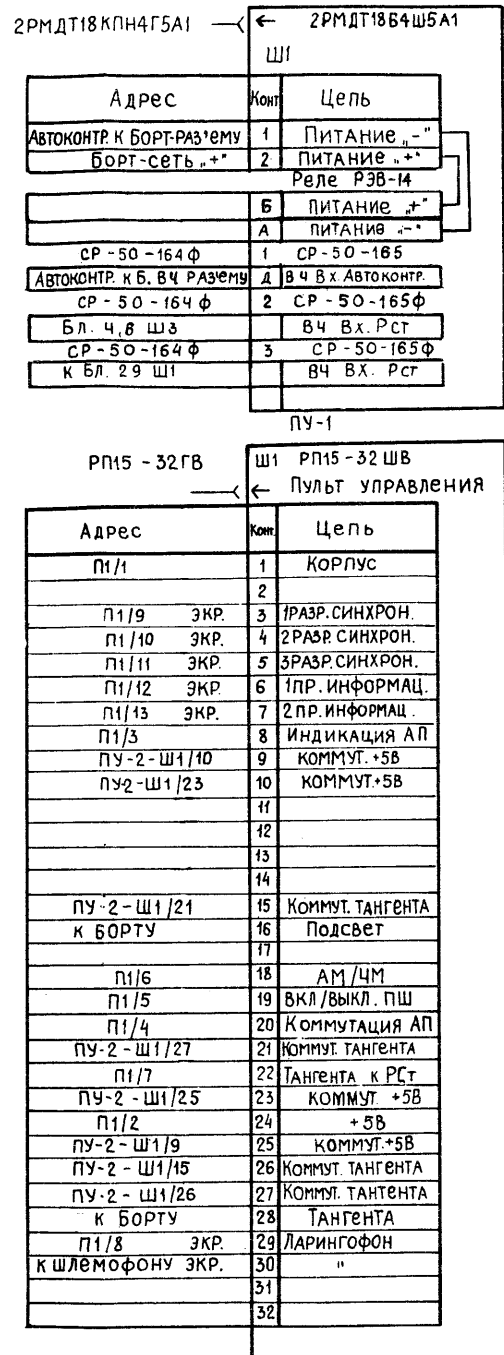 2РМДТ18КПН4Г5А1 ← 2РМДТ18Б4Ш5А1
Ш1
Адрес Конт Цепь
Автоконтр. к борт-раз'ему 1 Питание „-"
Борт-сеть „+" 2 Питание „+"
Реле РЭВ-14
Б Питание „+"
А Питание „-"
СР-50-164ф 1 СР-50-165
Автоконтр. к б. ВЧ раз'ему Д ВЧ Вх. Автоконтр.
СР-50-164ф 2 СР-50-165ф
Бл. 4,8 Ш3 ВЧ Вх. Рст
СР-50-164ф 3 СР-50-165ф
к Бл. 29 Ш1 ВЧ Вх. Рст
ПУ-1
РП15-32ГВ Ш1 РП15-32ШВ
← Пульт управления
Адрес Конт. Цепь
П1/1 1 Корпус
2
П1/9 экр. 3 1разр. синхрон.
П1/10 экр. 4 2разр. синхрон.
П1/11 экр. 5 3разр. синхрон.
П1/12 экр. 6 1пр. информац.
П1/13 экр. 7 2пр. информац.
П1/3 8 Индикация АП
ПУ-2-Ш1/10 9 коммут. +5В
ПУ-2-Ш1/23 10 коммут. +5В
11
12
13
14
ПУ-2-Ш1/21 15 Коммут. тангента
к борту 16 Подсвет
17
П1/6 18 АМ/ЧМ
П1/5 19 вкл/выкл. ПШ
П1/4 20 Коммутация АП
ПУ-2-Ш1/27 21 Коммут. тангента
П1/7 22 Тангента к РСт
ПУ-2-Ш1/25 23 коммут +5В
П1/2 24 +5В
ПУ-2-Ш1/9 25 коммут. +5В
ПУ-2-Ш1/15 26 Коммут. тангента
ПУ-2-Ш1/26 27 Коммут. тантента
к борту 28 Тангента
П1/8 экр. 29 Ларингофон
к шлемофону экр. 30 "
31
32